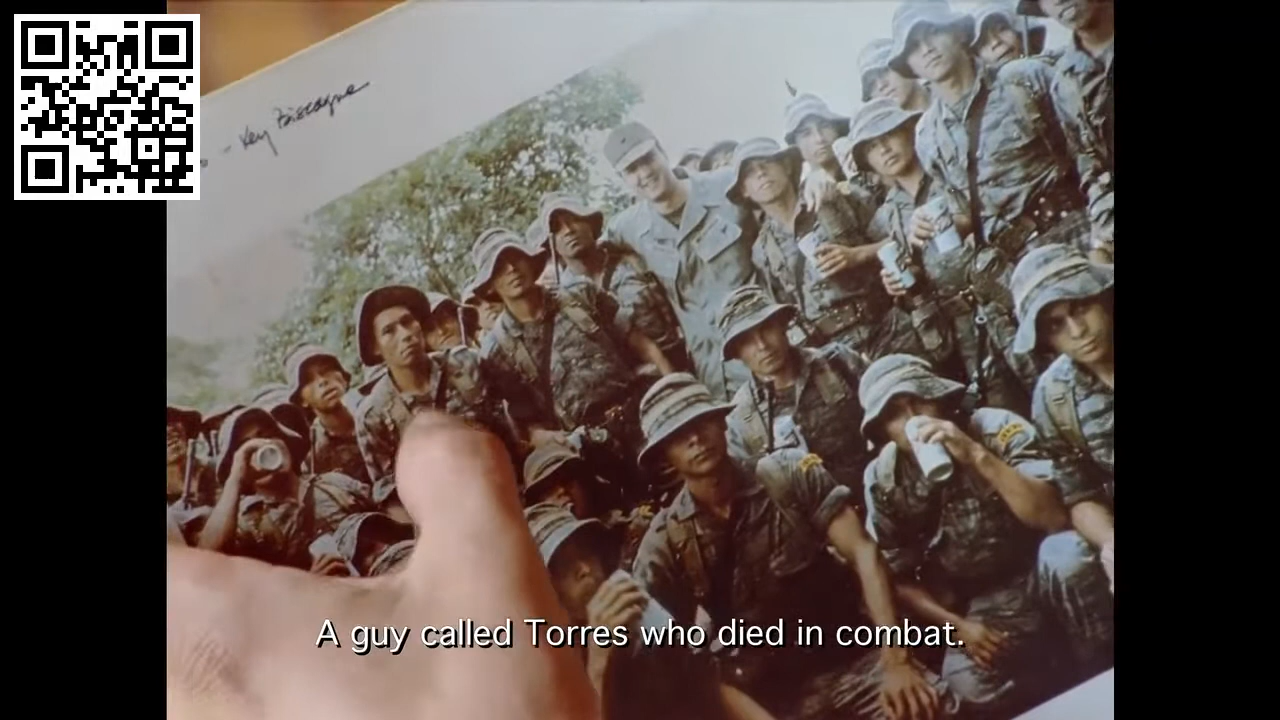 - Key Biscayne
A guy called Torres who died in combat.